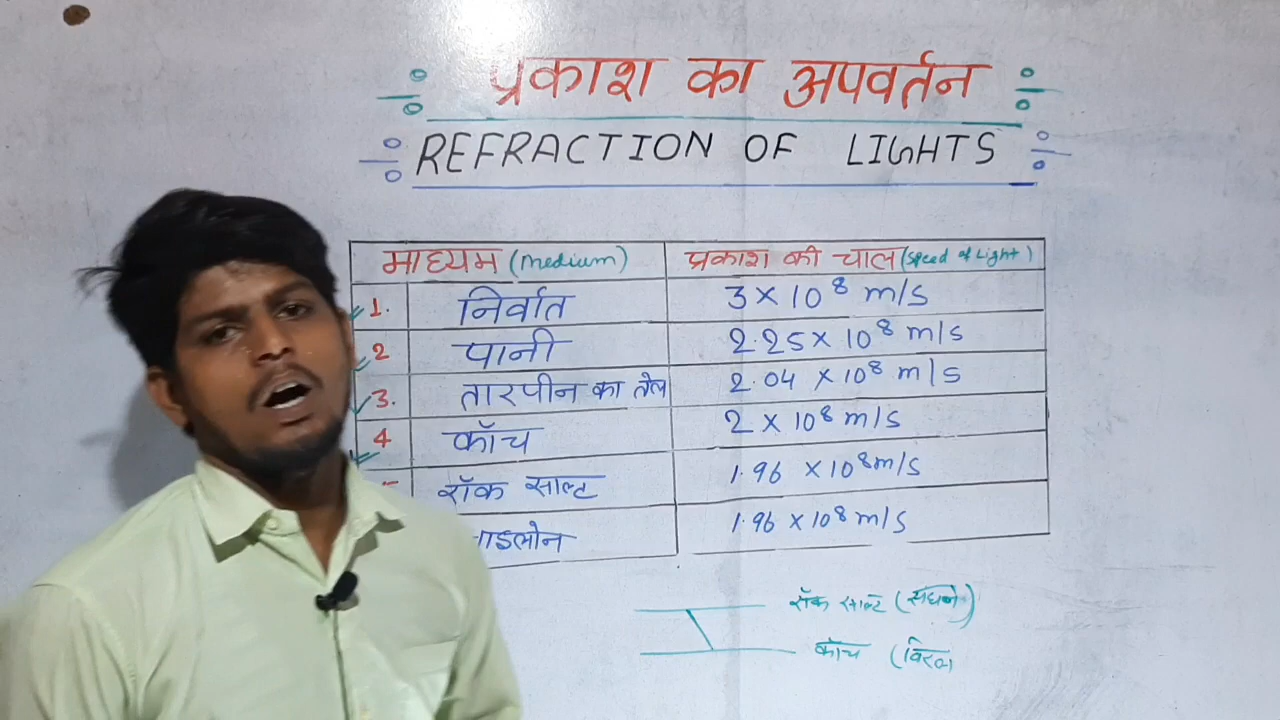 प्रकाश का अपवर्तन
REFRACTION OF LIGHTS
माध्यम (medium) प्रकाश की चाल (speed of Light)
1. निर्वात 3 × 10⁸ m/s
2 पानी 2.25 × 10⁸ m/s
3. तारपीन का तेल 2.04 × 10⁸ m/s
4 कॉच 2 × 10⁸ m/s
रॉक साल्ट 1.96 × 10⁸ m/s
1.96 × 10⁸ m/s
रॉक साल्ट (सघन)
कॉच (विरल